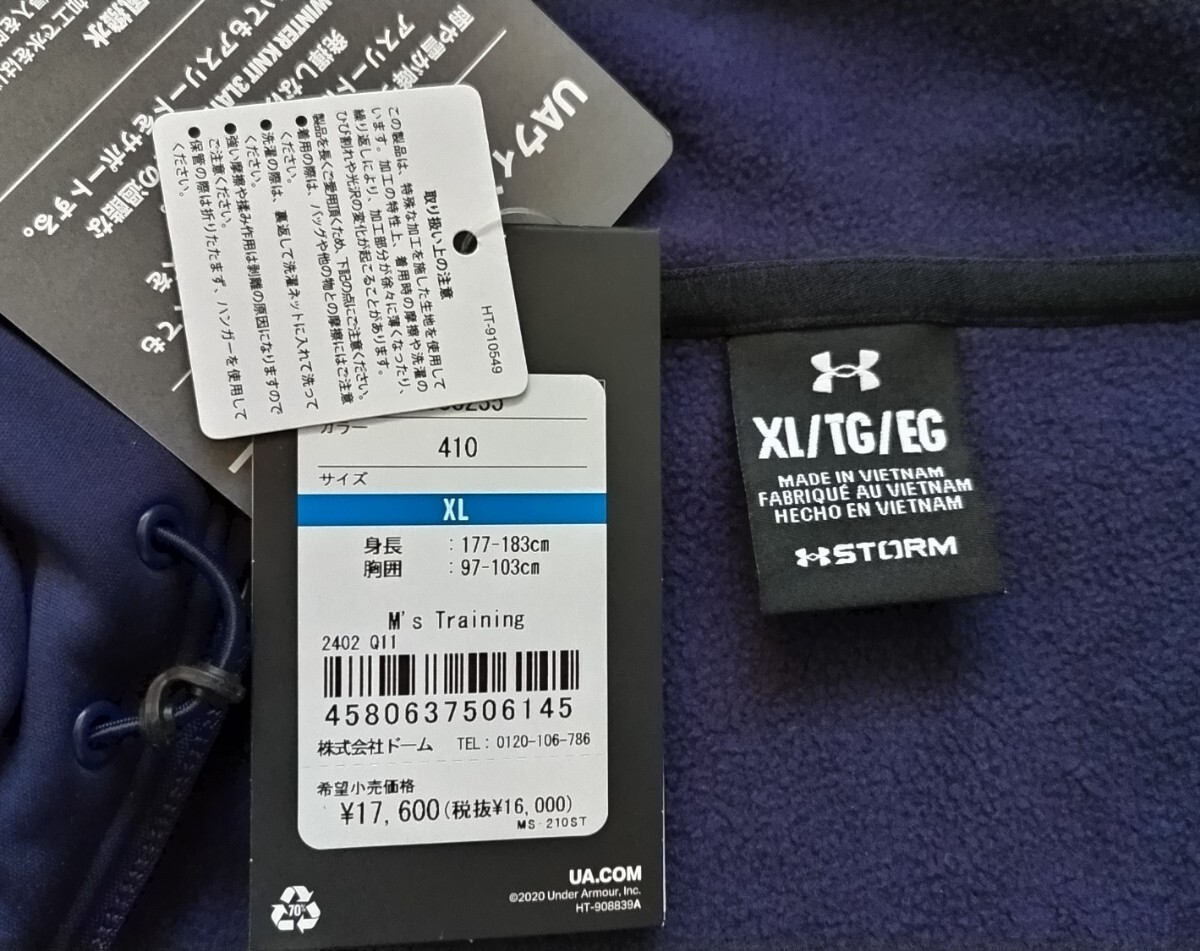 UAウィン
WINTER KNIT 3LAY
取り扱い上の注意
この製品は、特殊な加工を施した生地を使用して
います。加工の特性上、着用時の摩擦や洗濯の
繰り返しにより、加工部分が徐々に薄くなったり、
ひび割れや光沢の変化が起こることがあります。
製品を長くご愛用頂くため、下記の点にご注意ください。
●着用の際は、バッグや他の物との摩擦にはご注意
ください。
●洗濯の際は、裏返して洗濯ネットに入れて洗って
ください。
●強い摩擦や揉み作用は剥離の原因になりますので
ご注意ください。
●保管の際は折りたたまず、ハンガーを使用して
ください。
HT-910549
カラー
410
サイズ
XL
身長 :177-183cm
胸囲 :97-103cm
M's Training
2402 Q11
4580637506145
株式会社ドーム TEL: 0120-106-786
希望小売価格
¥17,600(税抜¥16,000)
MS-210ST
70%
UA.COM
©2020 Under Armour, Inc.
HT-908839A
XL/TG/EG
MADE IN VIETNAM
FABRIQUÉ AU VIETNAM
HECHO EN VIETNAM
STORM